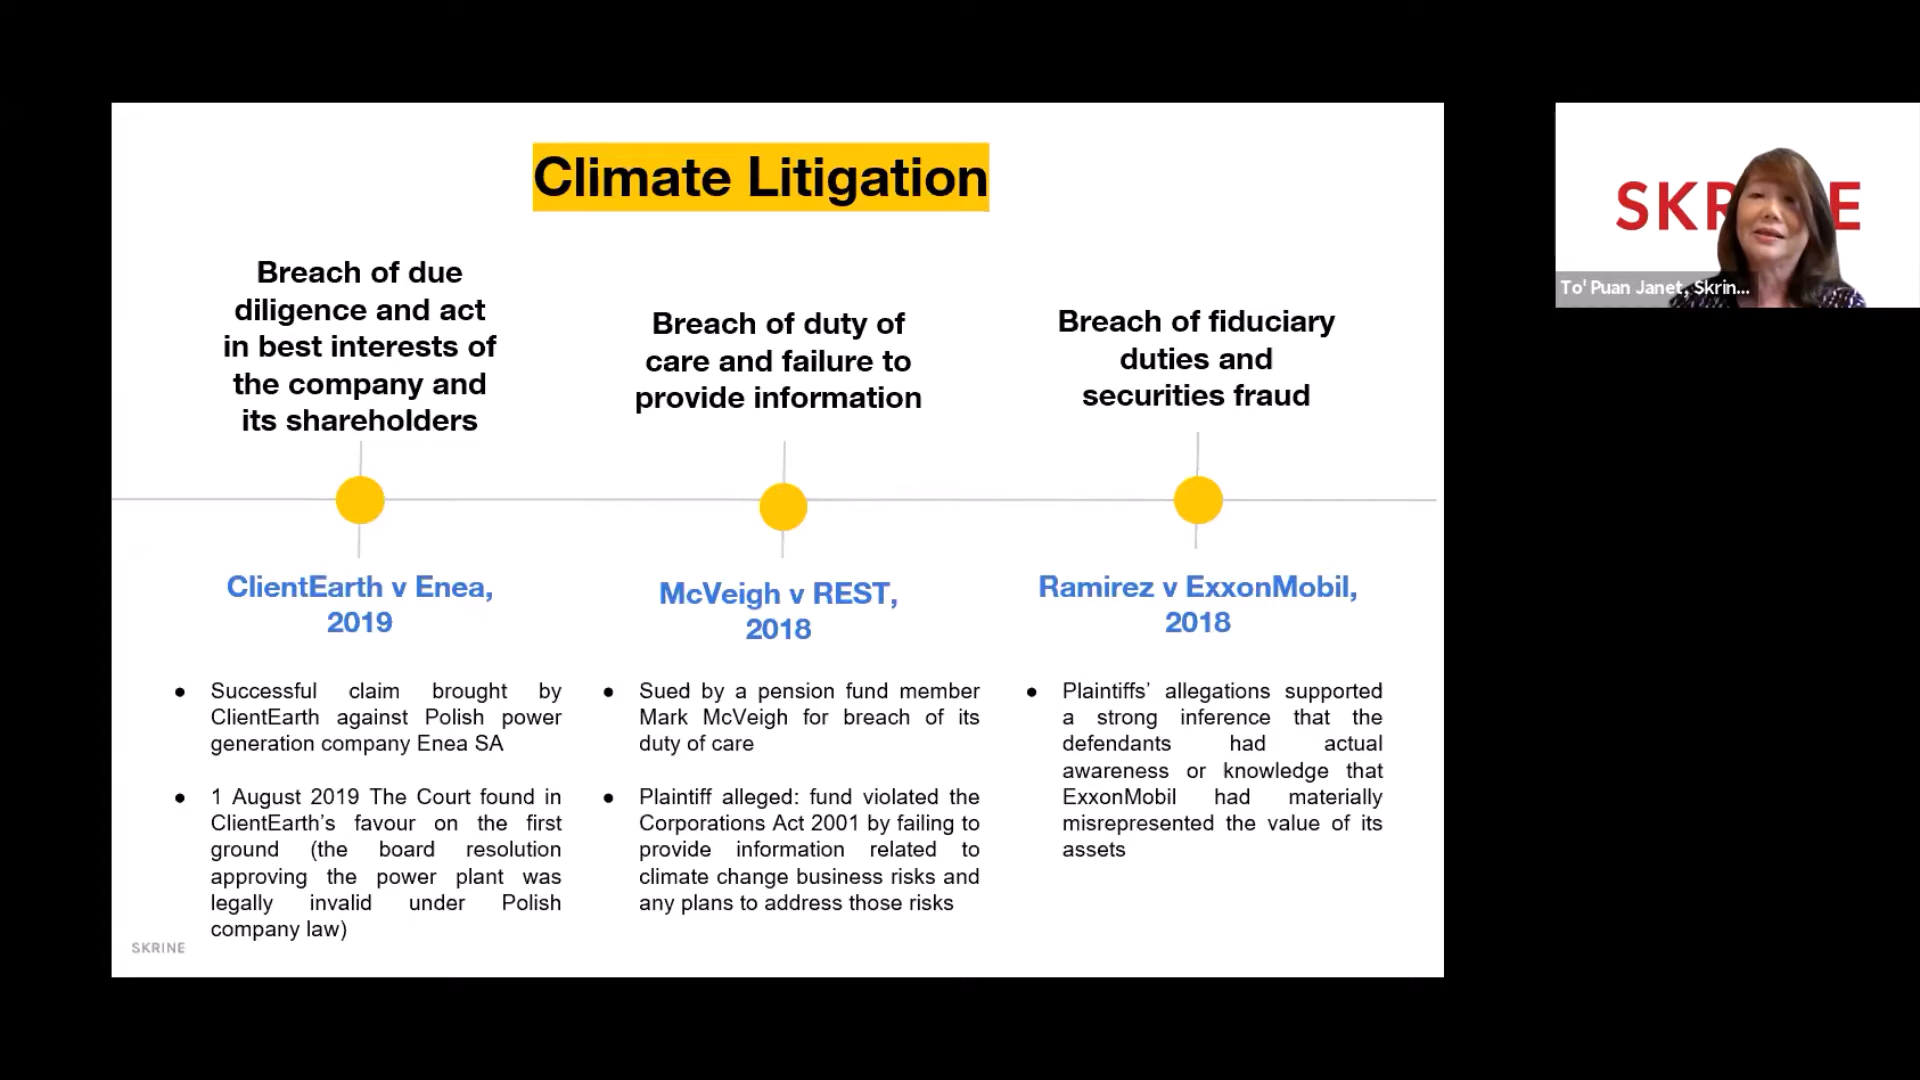 Climate Litigation
Breach of due
diligence and act
in best interests of
the company and
its shareholders
Breach of duty of
care and failure to
provide information
Breach of fiduciary
duties and
securities fraud
ClientEarth v Enea,
2019
McVeigh v REST,
2018
Ramirez v ExxonMobil,
2018
● Successful claim brought by
ClientEarth against Polish power
generation company Enea SA
● 1 August 2019 The Court found in
ClientEarth's favour on the first
ground (the board resolution
approving the power plant was
legally invalid under Polish
company law)
● Sued by a pension fund member
Mark McVeigh for breach of its
duty of care
● Plaintiff alleged: fund violated the
Corporations Act 2001 by failing to
provide information related to
climate change business risks and
any plans to address those risks
● Plaintiffs' allegations supported
a strong inference that the
defendants had actual
awareness or knowledge that
ExxonMobil had materially
misrepresented the value of its
assets
SKRINE
SKR E
To' Puan Janet, Skrin...